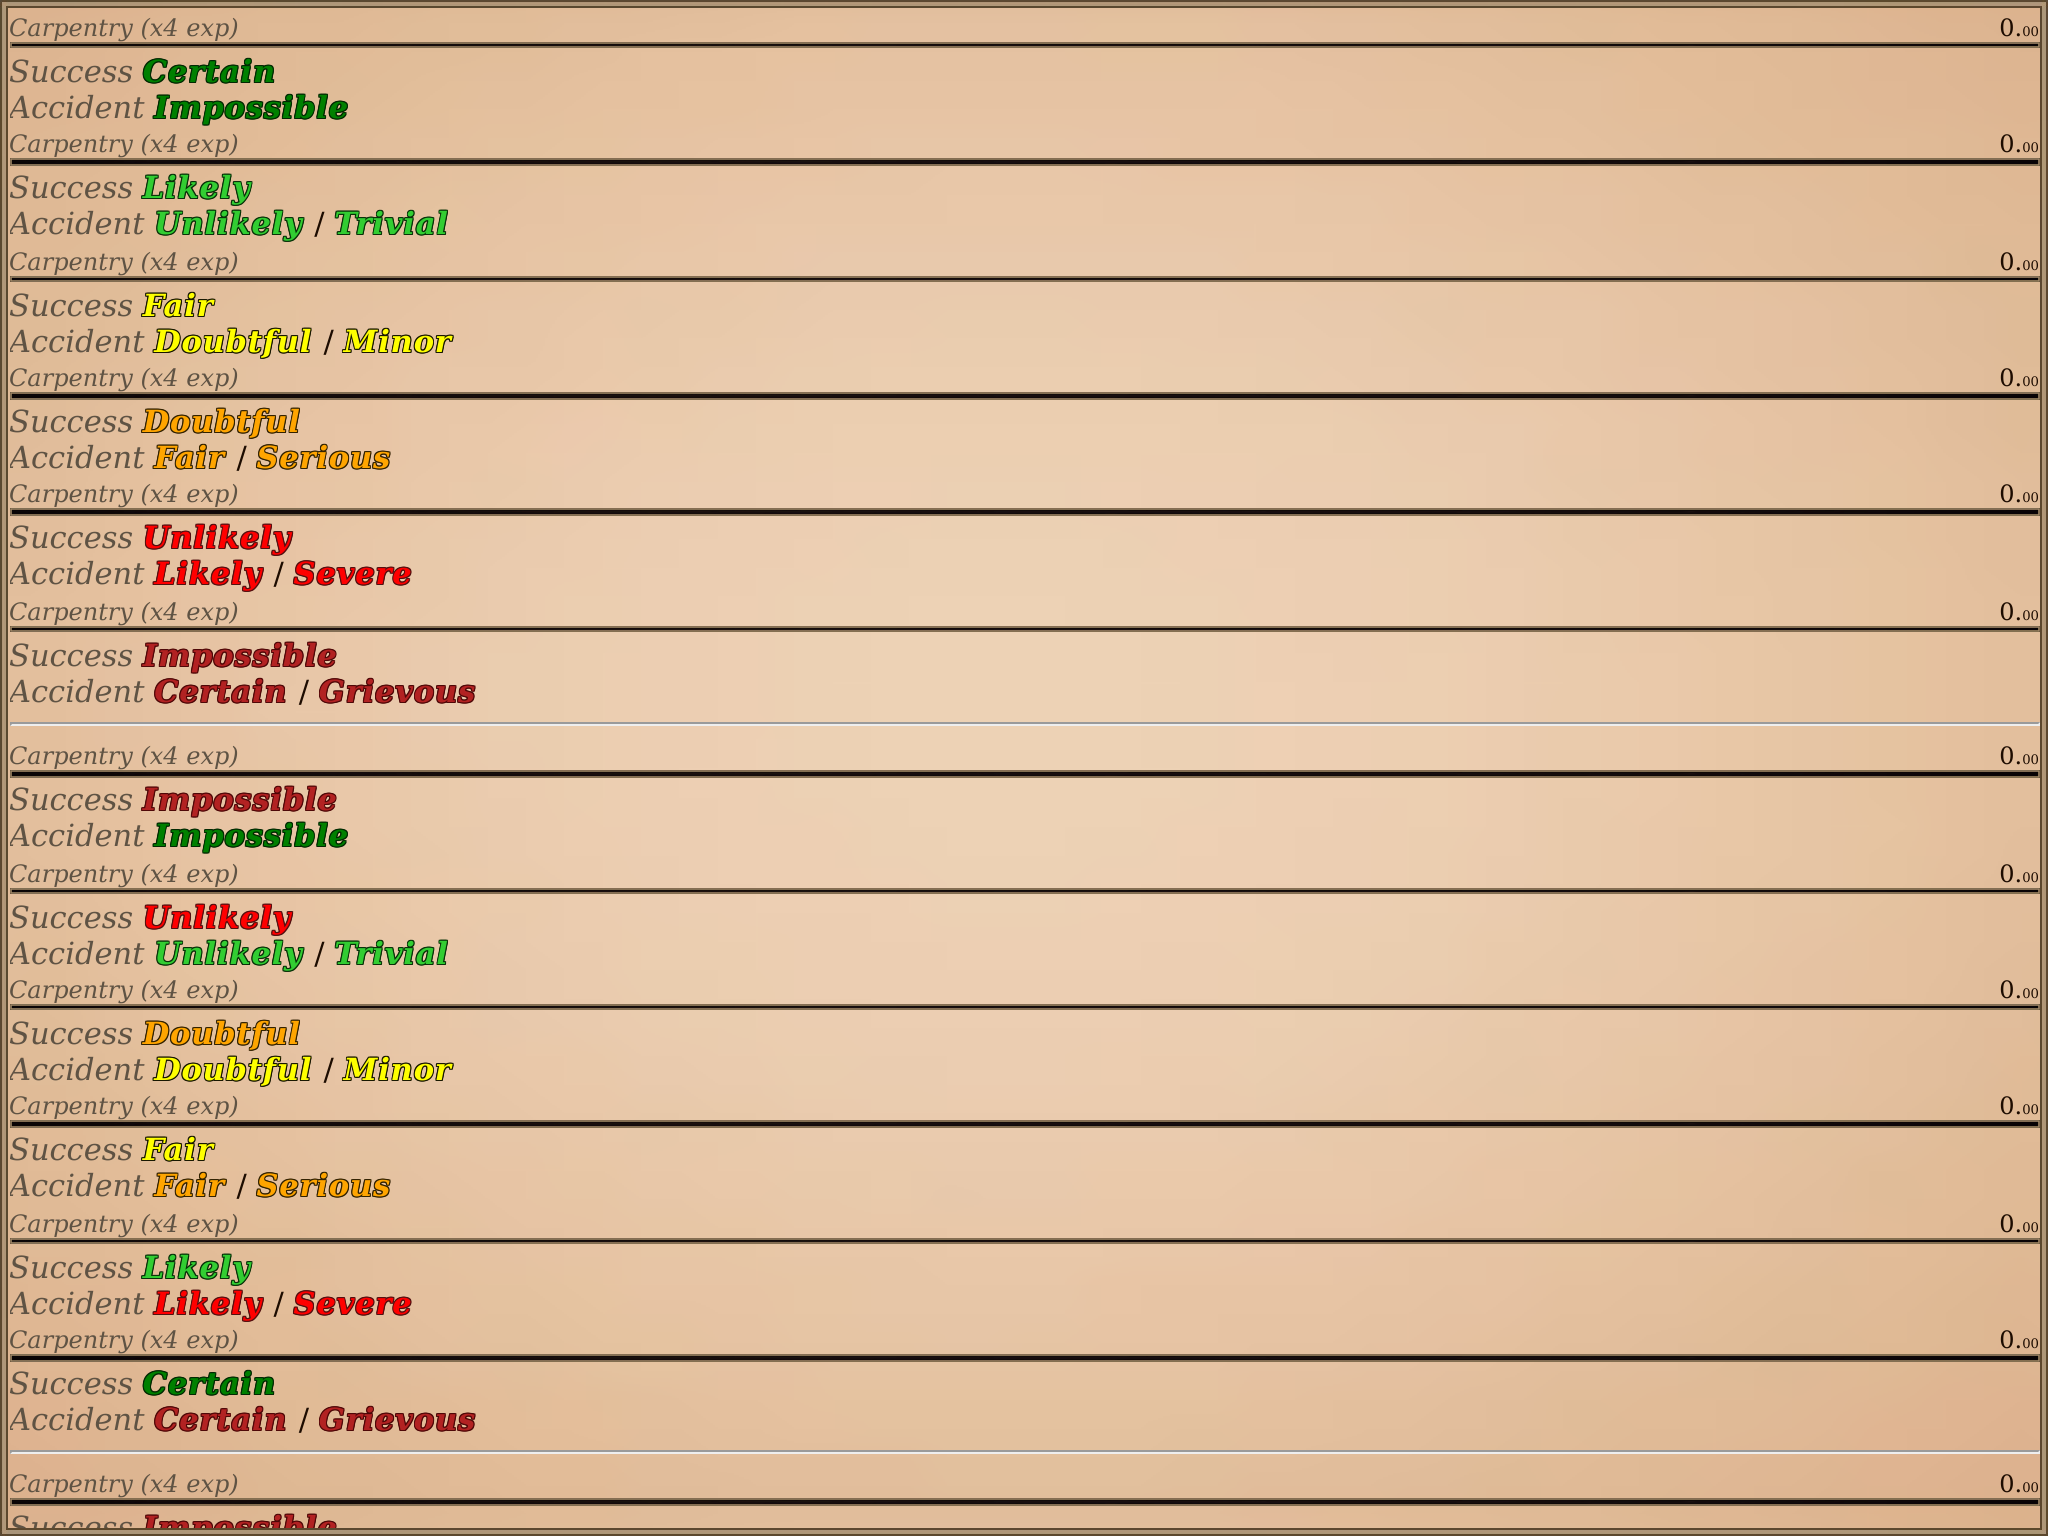 Carpentry (x4 exp) 0.00
Success Certain
Accident Impossible
Carpentry (x4 exp) 0.00
Success Likely
Accident Unlikely / Trivial
Carpentry (x4 exp) 0.00
Success Fair
Accident Doubtful / Minor
Carpentry (x4 exp) 0.00
Success Doubtful
Accident Fair / Serious
Carpentry (x4 exp) 0.00
Success Unlikely
Accident Likely / Severe
Carpentry (x4 exp) 0.00
Success Impossible
Accident Certain / Grievous
Carpentry (x4 exp) 0.00
Success Impossible
Accident Impossible
Carpentry (x4 exp) 0.00
Success Unlikely
Accident Unlikely / Trivial
Carpentry (x4 exp) 0.00
Success Doubtful
Accident Doubtful / Minor
Carpentry (x4 exp) 0.00
Success Fair
Accident Fair / Serious
Carpentry (x4 exp) 0.00
Success Likely
Accident Likely / Severe
Carpentry (x4 exp) 0.00
Success Certain
Accident Certain / Grievous
Carpentry (x4 exp) 0.00
Success Impossible